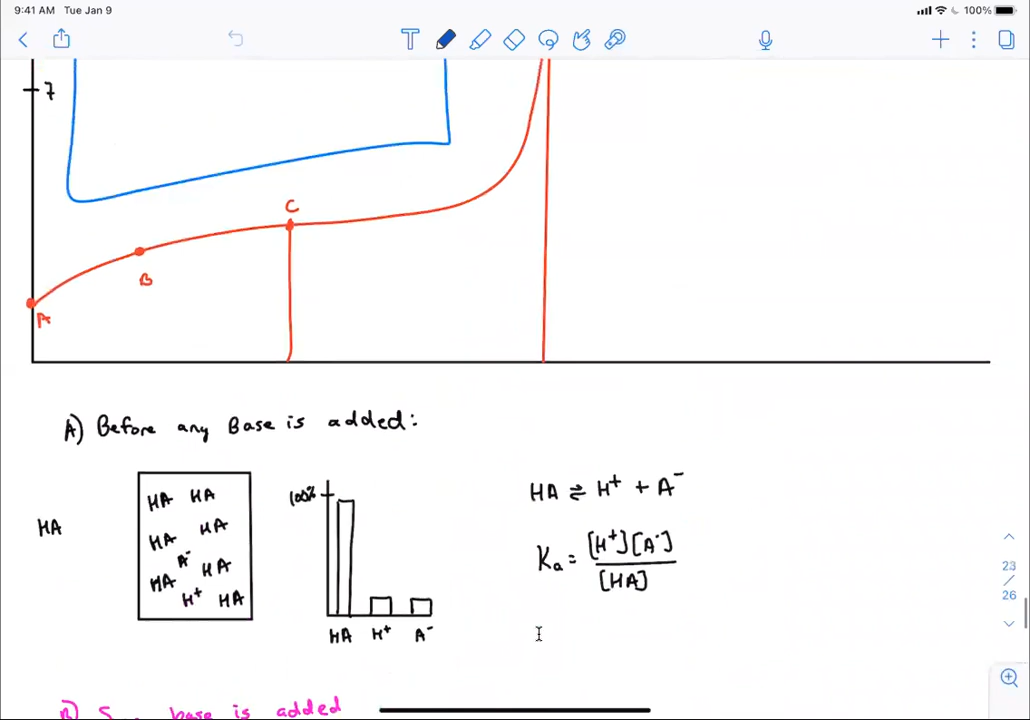 9:41 AM Tue Jan 9
100%
T
7
C
B
A
A) Before any Base is added:
HA
HA HA
HA HA
A⁻
HA HA
H⁺ HA
100%
HA H⁺ A⁻
HA ⇌ H⁺ + A⁻
Ka = [H⁺][A⁻]
[HA]
23
/
26
B) base is added